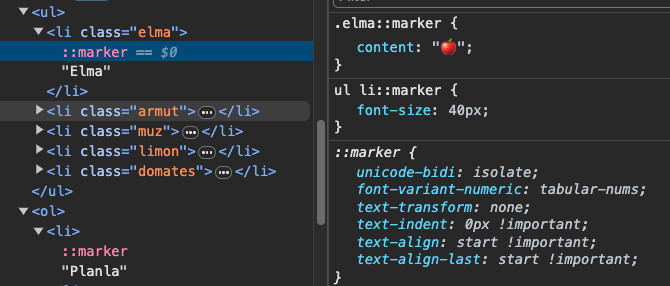 <ul>
<li class="elma">
::marker == $0
"Elma"
</li>
<li class="armut">…</li>
<li class="muz">…</li>
<li class="limon">…</li>
<li class="domates">…</li>
</ul>
<ol>
<li>
::marker
"Planla"
.elma::marker {
content: "🍎";
}
ul li::marker {
font-size: 40px;
}
::marker {
unicode-bidi: isolate;
font-variant-numeric: tabular-nums;
text-transform: none;
text-indent: 0px !important;
text-align: start !important;
text-align-last: start !important;
}